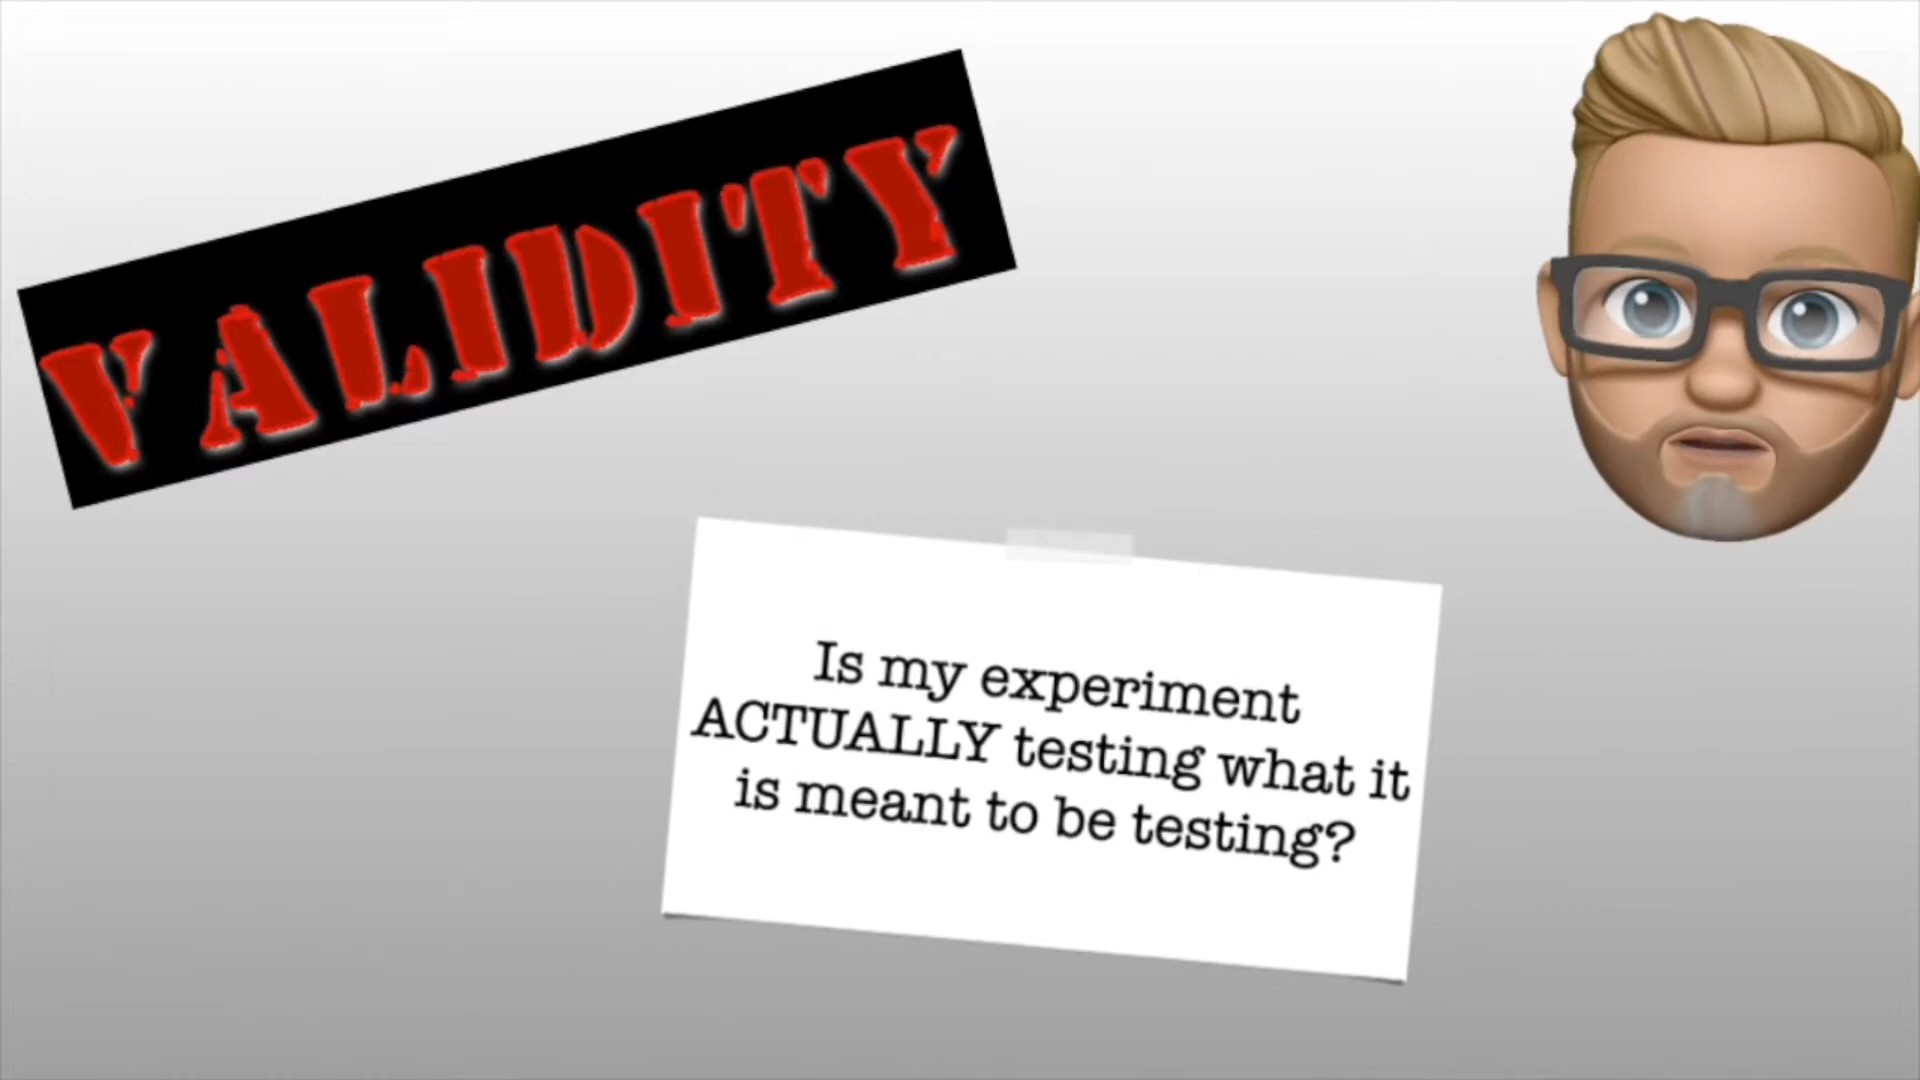 VALIDITY
Is my experiment
ACTUALLY testing what it
is meant to be testing?